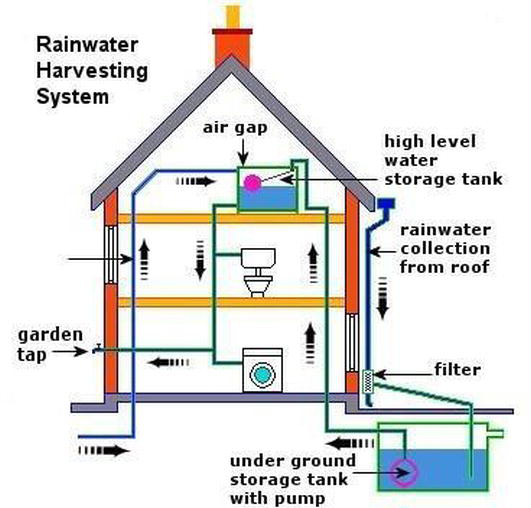 Rainwater
Harvesting
System
air gap
high level
water
storage tank
rainwater
collection
from roof
garden
tap
filter
under ground
storage tank
with pump